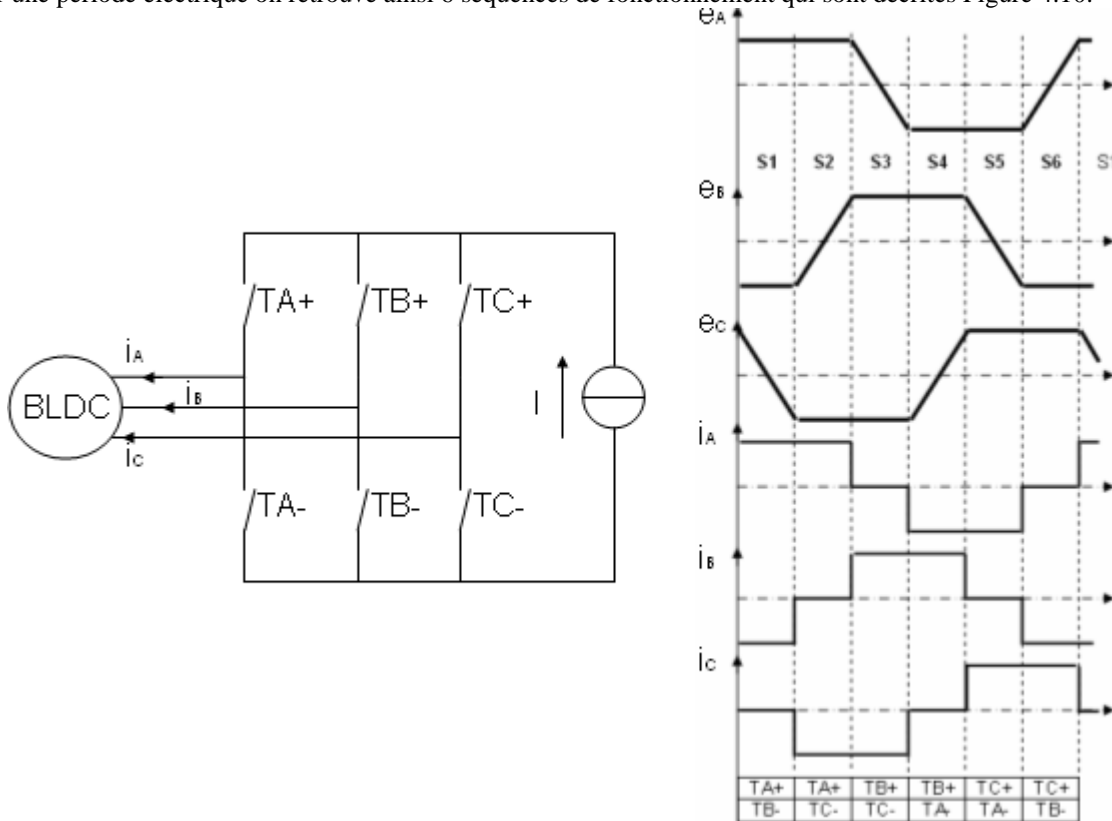 r une période électrique on retrouve ainsi 6 séquences de fonctionnement qui sont décrites Figure 4.16.
eA
S1 S2 S3 S4 S5 S6 S
eB
eC
TA+ TB+ TC+
iA
BLDC
iB
I
iC
iA
TA- TB- TC-
iB
iC
TA+ TA+ TB+ TB+ TC+ TC+
TB- TC- TC- TA- TA- TB-